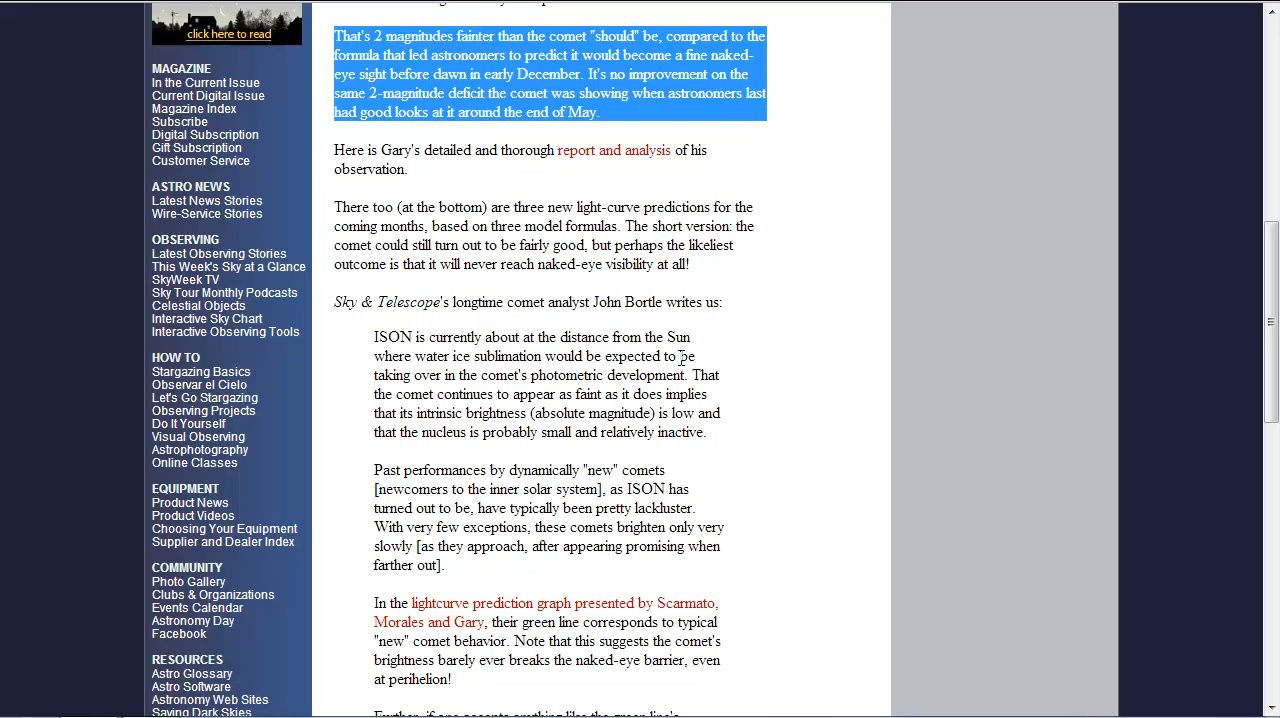 click here to read
MAGAZINE
In the Current Issue
Current Digital Issue
Magazine Index
Subscribe
Digital Subscription
Gift Subscription
Customer Service
ASTRO NEWS
Latest News Stories
Wire-Service Stories
OBSERVING
Latest Observing Stories
This Week's Sky at a Glance
SkyWeek TV
Sky Tour Monthly Podcasts
Celestial Objects
Interactive Sky Chart
Interactive Observing Tools
HOW TO
Stargazing Basics
Observar el Cielo
Let's Go Stargazing
Observing Projects
Do It Yourself
Visual Observing
Astrophotography
Online Classes
EQUIPMENT
Product News
Product Videos
Choosing Your Equipment
Supplier and Dealer Index
COMMUNITY
Photo Gallery
Clubs & Organizations
Events Calendar
Astronomy Day
Facebook
RESOURCES
Astro Glossary
Astro Software
Astronomy Web Sites
Saving Dark Skies
That's 2 magnitudes fainter than the comet "should" be, compared to the
formula that led astronomers to predict it would become a fine naked-
eye sight before dawn in early December. It's no improvement on the
same 2-magnitude deficit the comet was showing when astronomers last
had good looks at it around the end of May.
Here is Gary's detailed and thorough report and analysis of his
observation.
There too (at the bottom) are three new light-curve predictions for the
coming months, based on three model formulas. The short version: the
comet could still turn out to be fairly good, but perhaps the likeliest
outcome is that it will never reach naked-eye visibility at all!
Sky & Telescope's longtime comet analyst John Bortle writes us:
ISON is currently about at the distance from the Sun
where water ice sublimation would be expected to be
taking over in the comet's photometric development. That
the comet continues to appear as faint as it does implies
that its intrinsic brightness (absolute magnitude) is low and
that the nucleus is probably small and relatively inactive.
Past performances by dynamically "new" comets
[newcomers to the inner solar system], as ISON has
turned out to be, have typically been pretty lackluster.
With very few exceptions, these comets brighten only very
slowly [as they approach, after appearing promising when
farther out].
In the lightcurve prediction graph presented by Scarmato,
Morales and Gary, their green line corresponds to typical
"new" comet behavior. Note that this suggests the comet's
brightness barely ever breaks the naked-eye barrier, even
at perihelion!